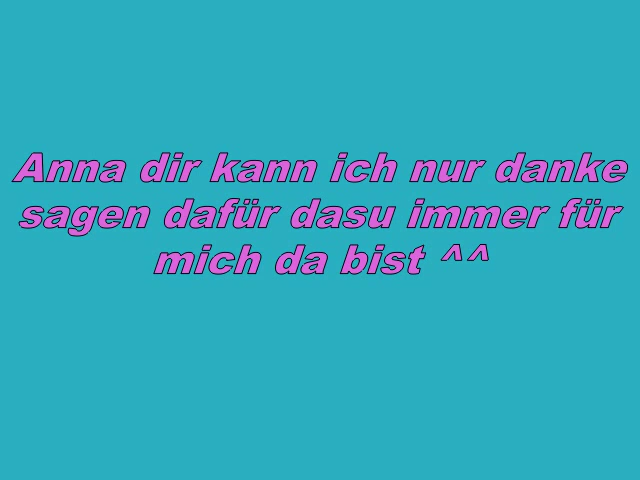 Anna dir kann ich nur danke
sagen dafür dasu immer für
mich da bist ^^